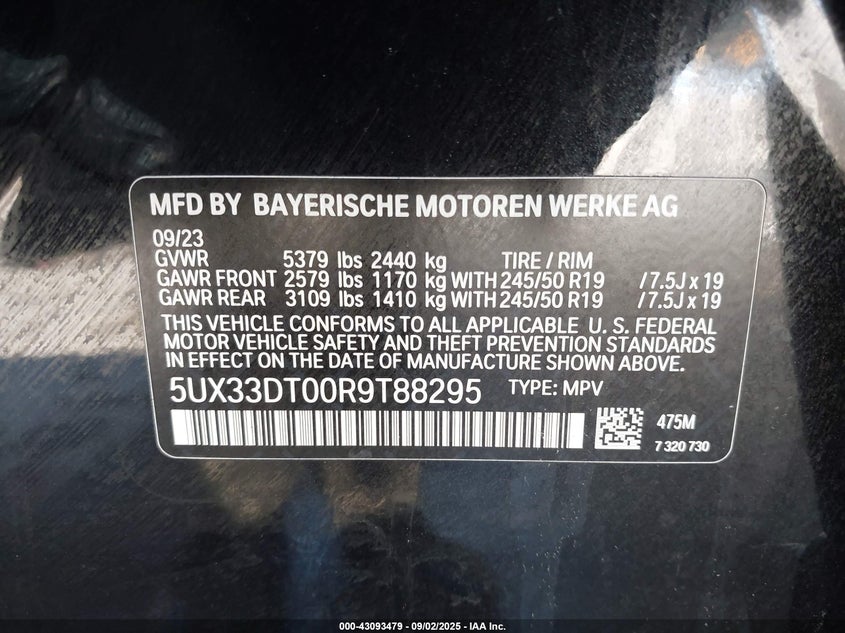 MFD BY BAYERISCHE MOTOREN WERKE AG
09/23
GVWR 5379 lbs 2440 kg TIRE / RIM
GAWR FRONT 2579 lbs 1170 kg WITH 245/50 R19 / 7.5J x 19
GAWR REAR 3109 lbs 1410 kg WITH 245/50 R19 / 7.5J x 19
THIS VEHICLE CONFORMS TO ALL APPLICABLE U. S. FEDERAL
MOTOR VEHICLE SAFETY AND THEFT PREVENTION STANDARDS
IN EFFECT ON THE DATE OF MANUFACTURE SHOWN ABOVE.
5UX33DT00R9T88295 TYPE: MPV
475M
7 320 730
000-43093479 - 09/02/2025 - IAA Inc.